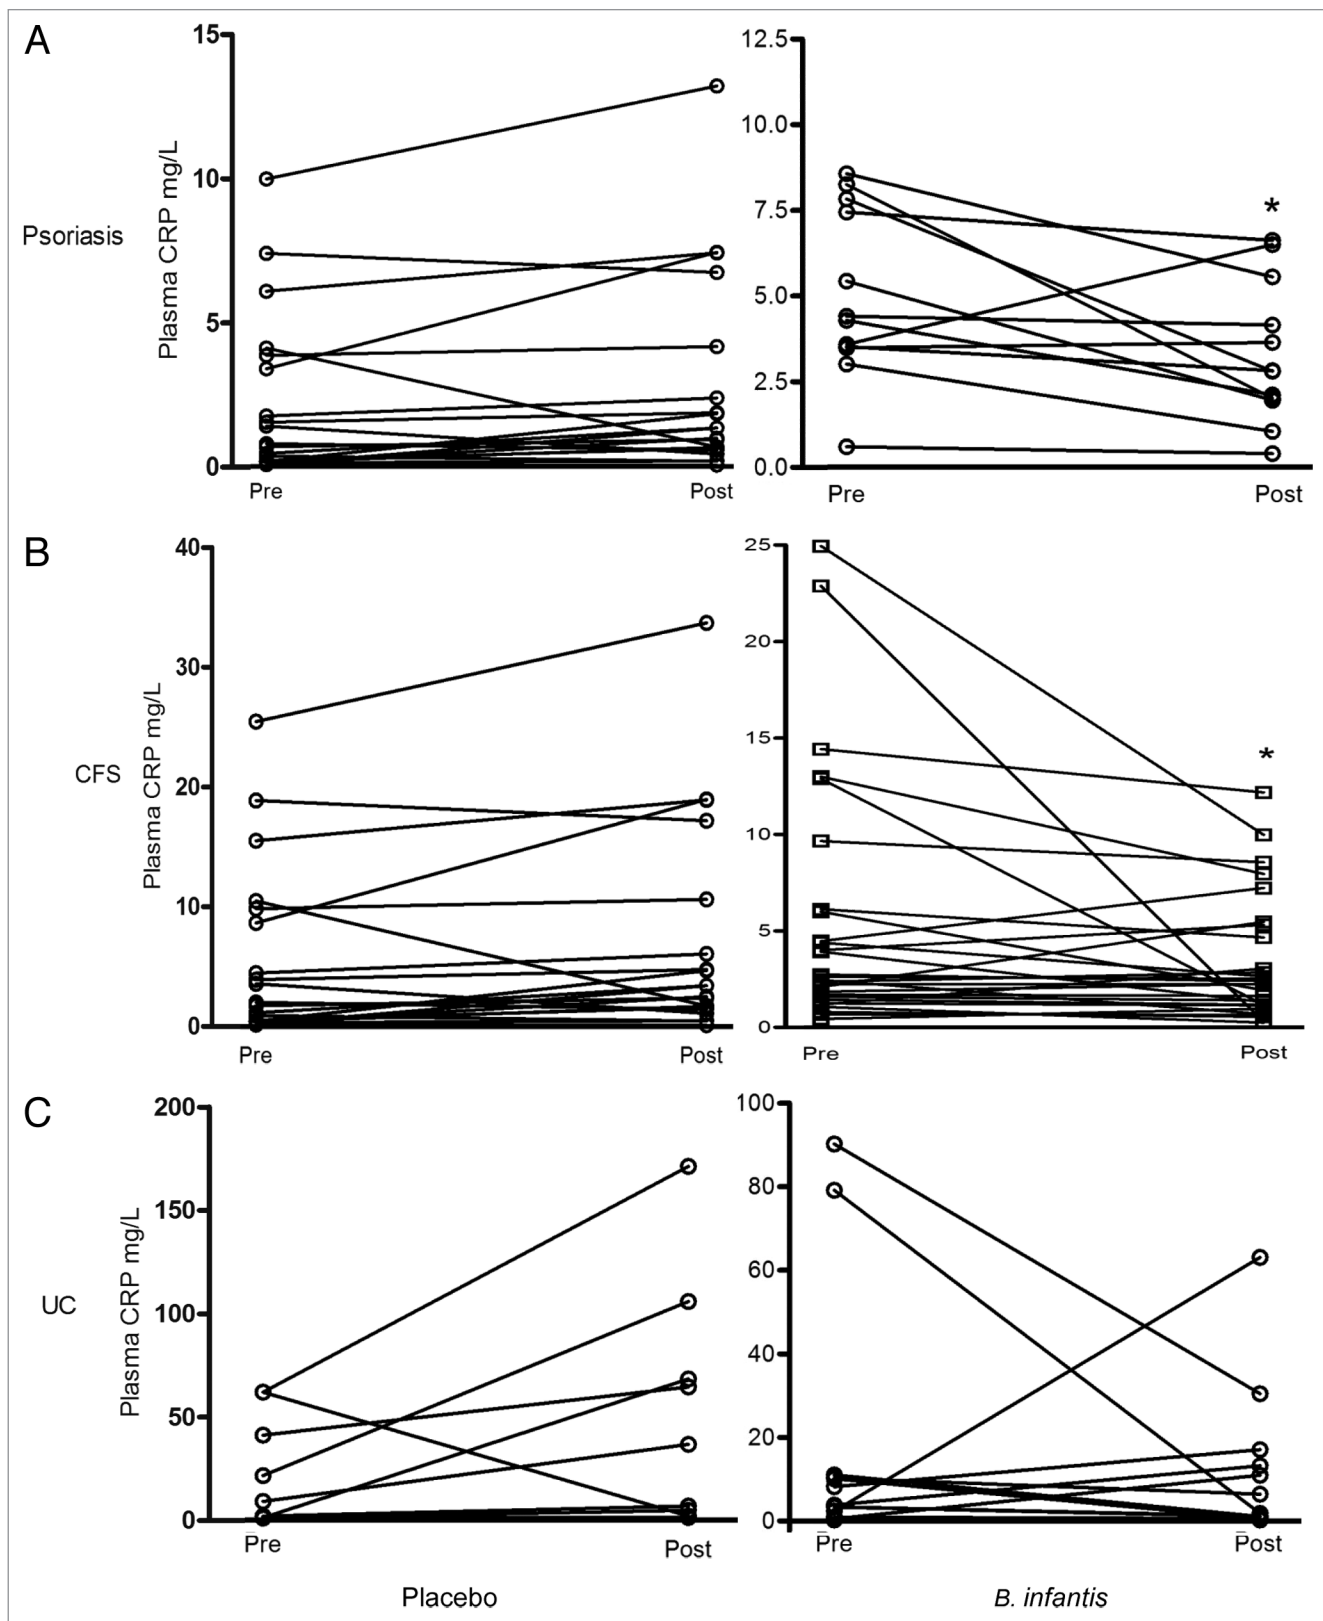 A
Psoriasis
Plasma CRP mg/L
15
10
5
0
Pre
Post
12.5
10.0
7.5
5.0
2.5
0.0
*
Pre
Post
B
CFS
Plasma CRP mg/L
40
30
20
10
0
Pre
Post
25
20
15
10
5
0
*
Pre
Post
C
UC
Plasma CRP mg/L
200
150
100
50
0
Pre
Post
100
80
60
40
20
0
Pre
Post
Placebo
B. infantis